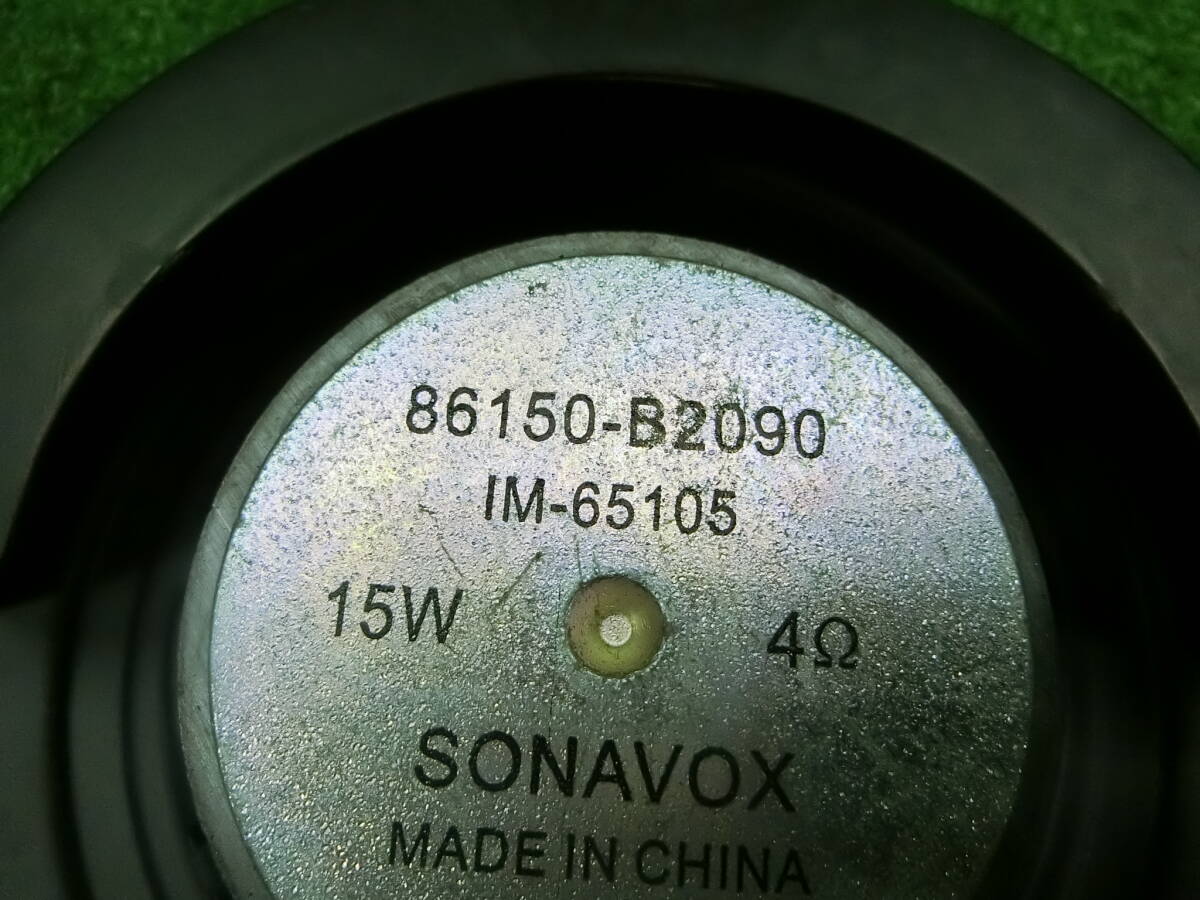 86150-B2090
IM-65105
15W 4Ω
SONAVOX
MADE IN CHINA